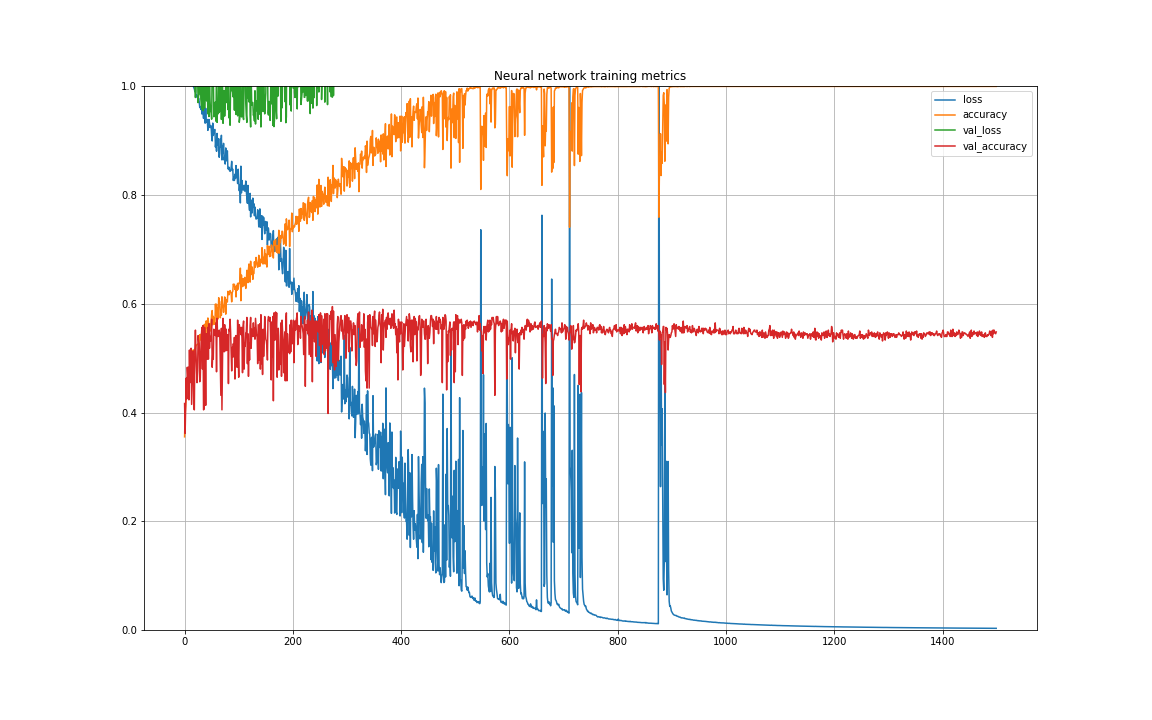 Neural network training metrics
1.0
0.8
0.6
0.4
0.2
0.0
loss
accuracy
val_loss
val_accuracy
0 200 400 600 800 1000 1200 1400